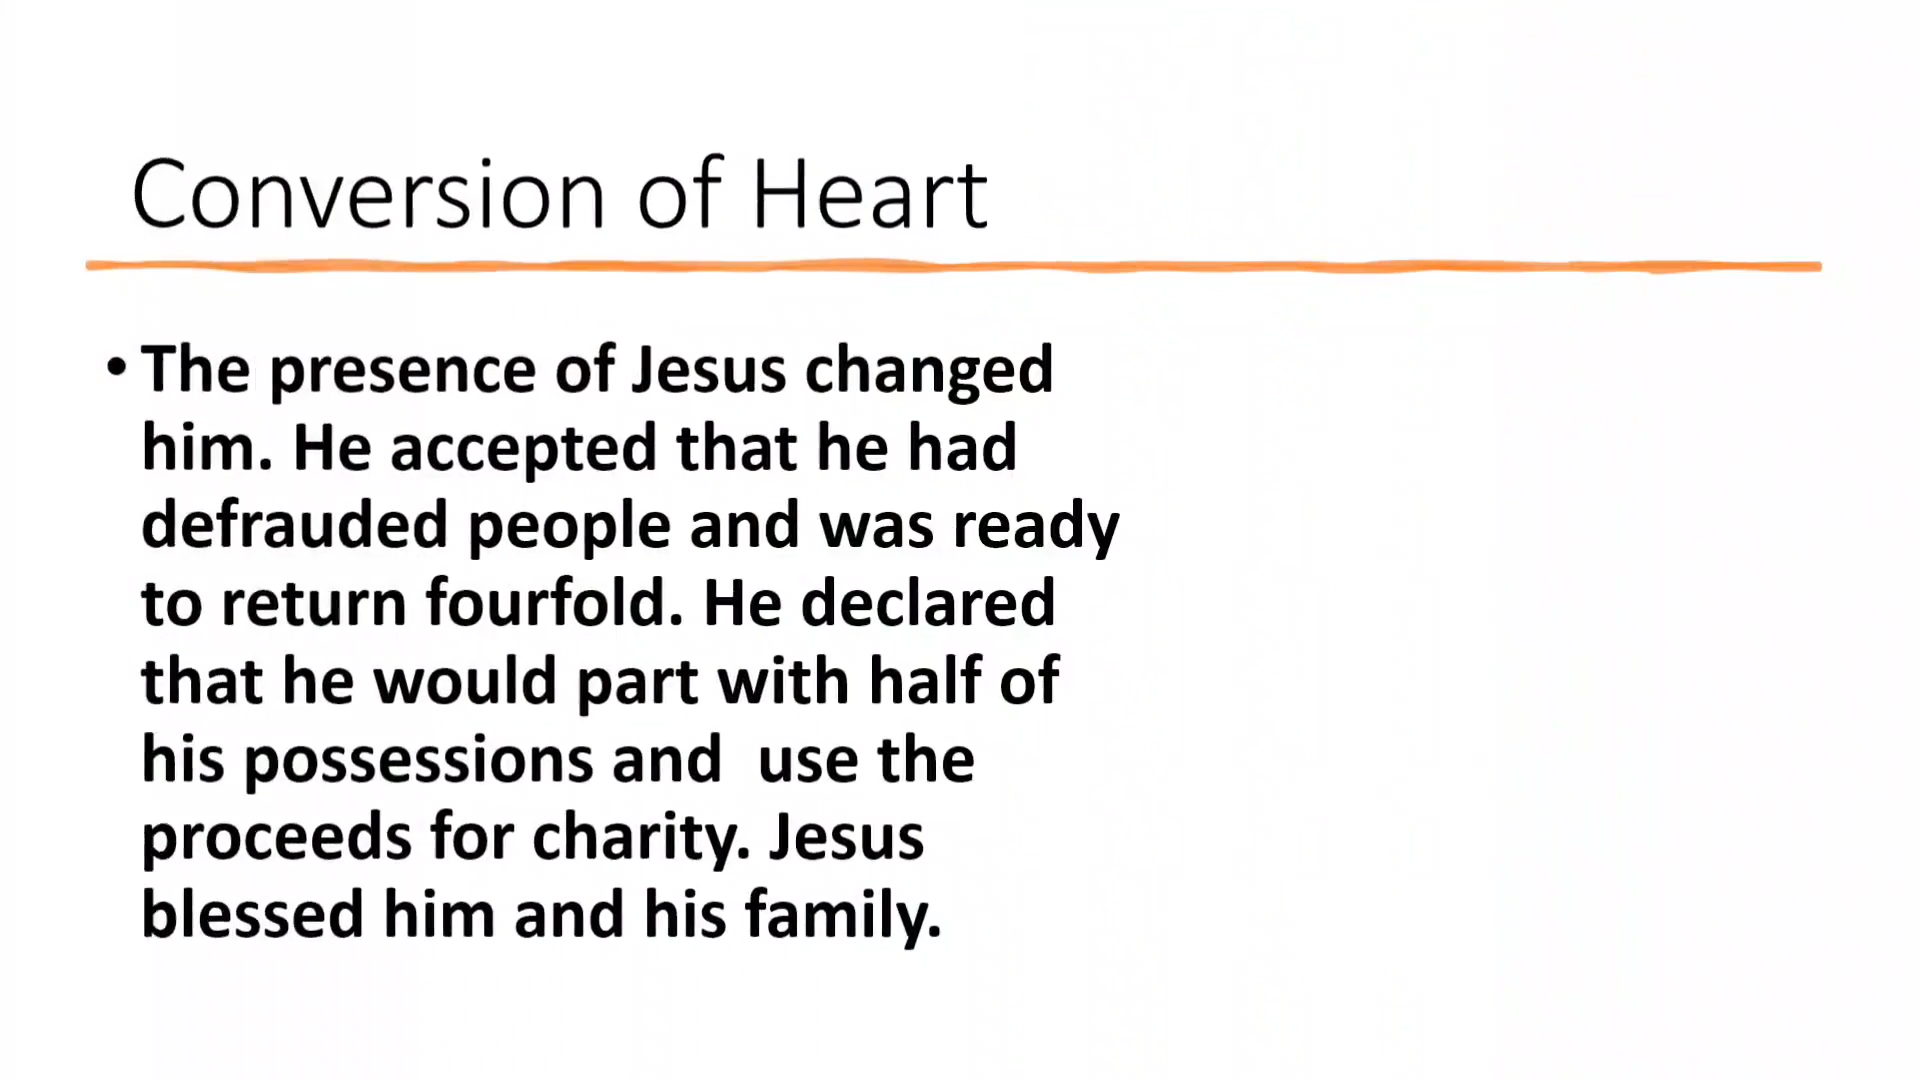 Conversion of Heart
• The presence of Jesus changed
him. He accepted that he had
defrauded people and was ready
to return fourfold. He declared
that he would part with half of
his possessions and  use the
proceeds for charity. Jesus
blessed him and his family.